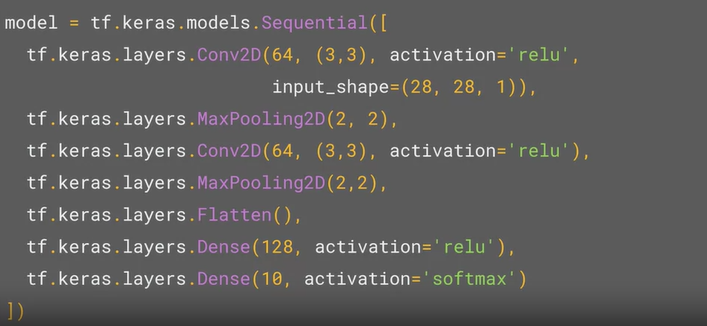 model = tf.keras.models.Sequential([
  tf.keras.layers.Conv2D(64, (3,3), activation='relu',
                         input_shape=(28, 28, 1)),
  tf.keras.layers.MaxPooling2D(2, 2),
  tf.keras.layers.Conv2D(64, (3,3), activation='relu'),
  tf.keras.layers.MaxPooling2D(2,2),
  tf.keras.layers.Flatten(),
  tf.keras.layers.Dense(128, activation='relu'),
  tf.keras.layers.Dense(10, activation='softmax')
])